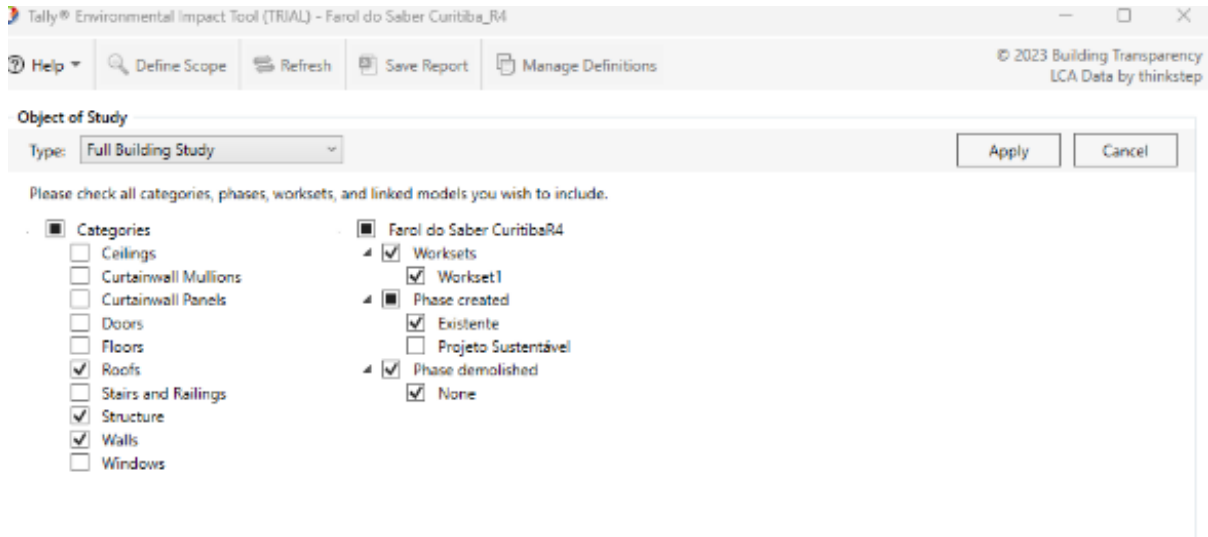 Tally® Environmental Impact Tool (TRIAL) - Farol do Saber Curitiba_R4
Help Define Scope Refresh Save Report Manage Definitions
© 2023 Building Transparency
LCA Data by thinkstep
Object of Study
Type: Full Building Study Apply Cancel
Please check all categories, phases, worksets, and linked models you wish to include.
Categories
Ceilings
Curtainwall Mullions
Curtainwall Panels
Doors
Floors
Roofs
Stairs and Railings
Structure
Walls
Windows
Farol do Saber CuritibaR4
Worksets
Workset1
Phase created
Existente
Projeto Sustentável
Phase demolished
None